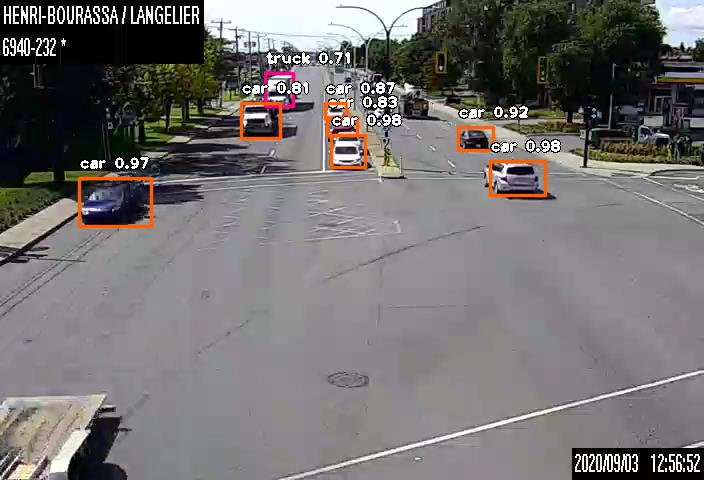 HENRI-BOURASSA / LANGELIER
6940-232 *
truck 0.71
car 0.81
car 0.87
car 0.83
car 0.98
car 0.92
car 0.98
car 0.97
2020/09/03 12:56:52